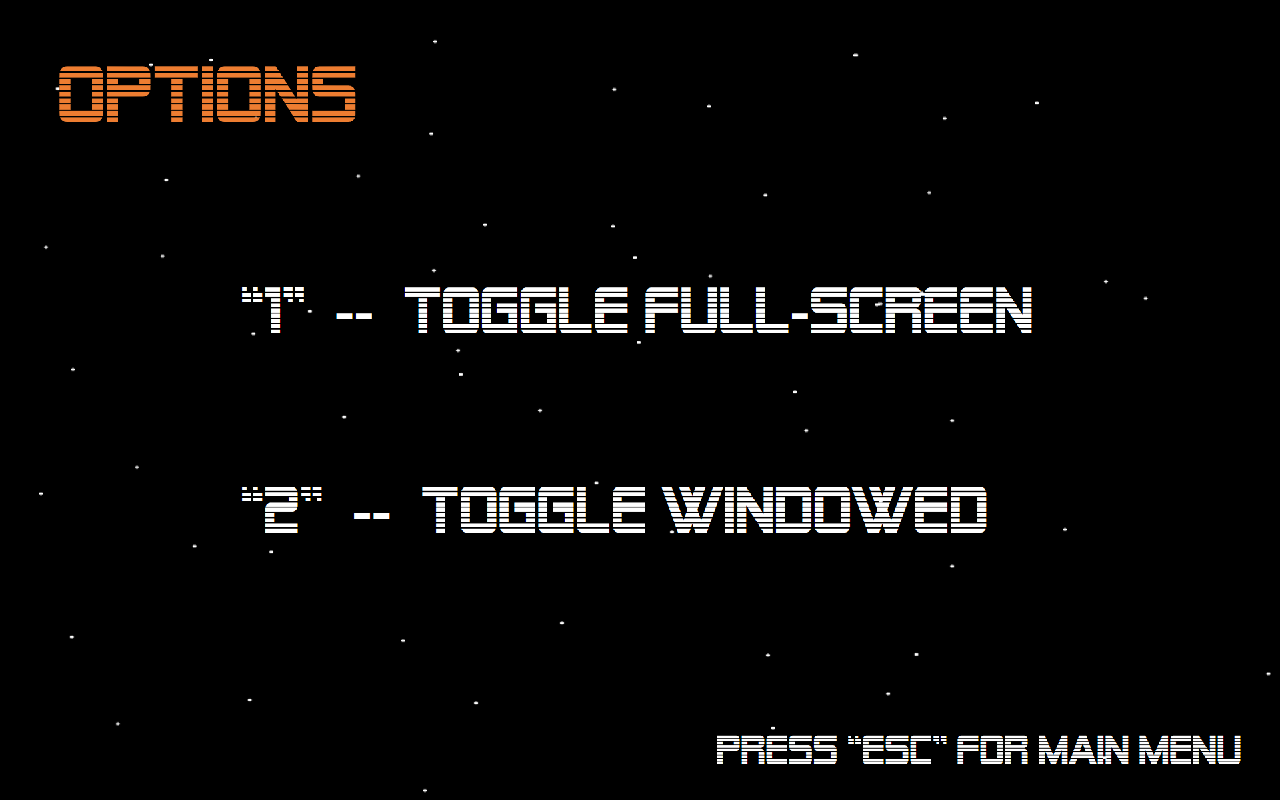 OPTIONS
"1" -- TOGGLE FULL-SCREEN
"2" -- TOGGLE WINDOWED
PRESS "ESC" FOR MAIN MENU